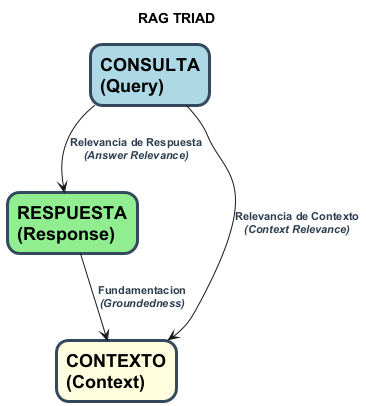 RAG TRIAD
CONSULTA
(Query)
Relevancia de Respuesta
(Answer Relevance)
RESPUESTA
(Response)
Relevancia de Contexto
(Context Relevance)
Fundamentacion
(Groundedness)
CONTEXTO
(Context)